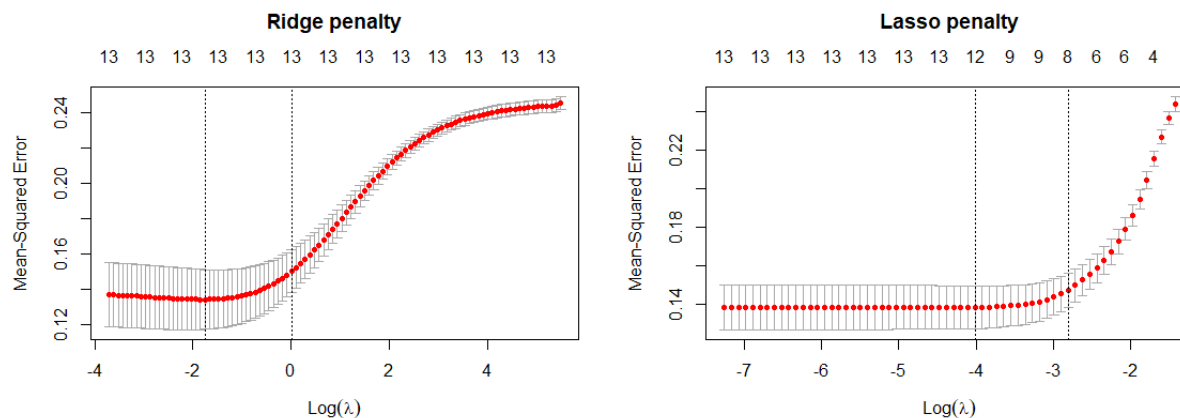 Ridge penalty
13 13 13 13 13 13 13 13 13 13 13 13
Mean-Squared Error
0.24
0.20
0.16
0.12
-4 -2 0 2 4
Log(λ)
Lasso penalty
13 13 13 13 13 13 13 12 9 9 8 6 6 4
Mean-Squared Error
0.22
0.18
0.14
-7 -6 -5 -4 -3 -2
Log(λ)